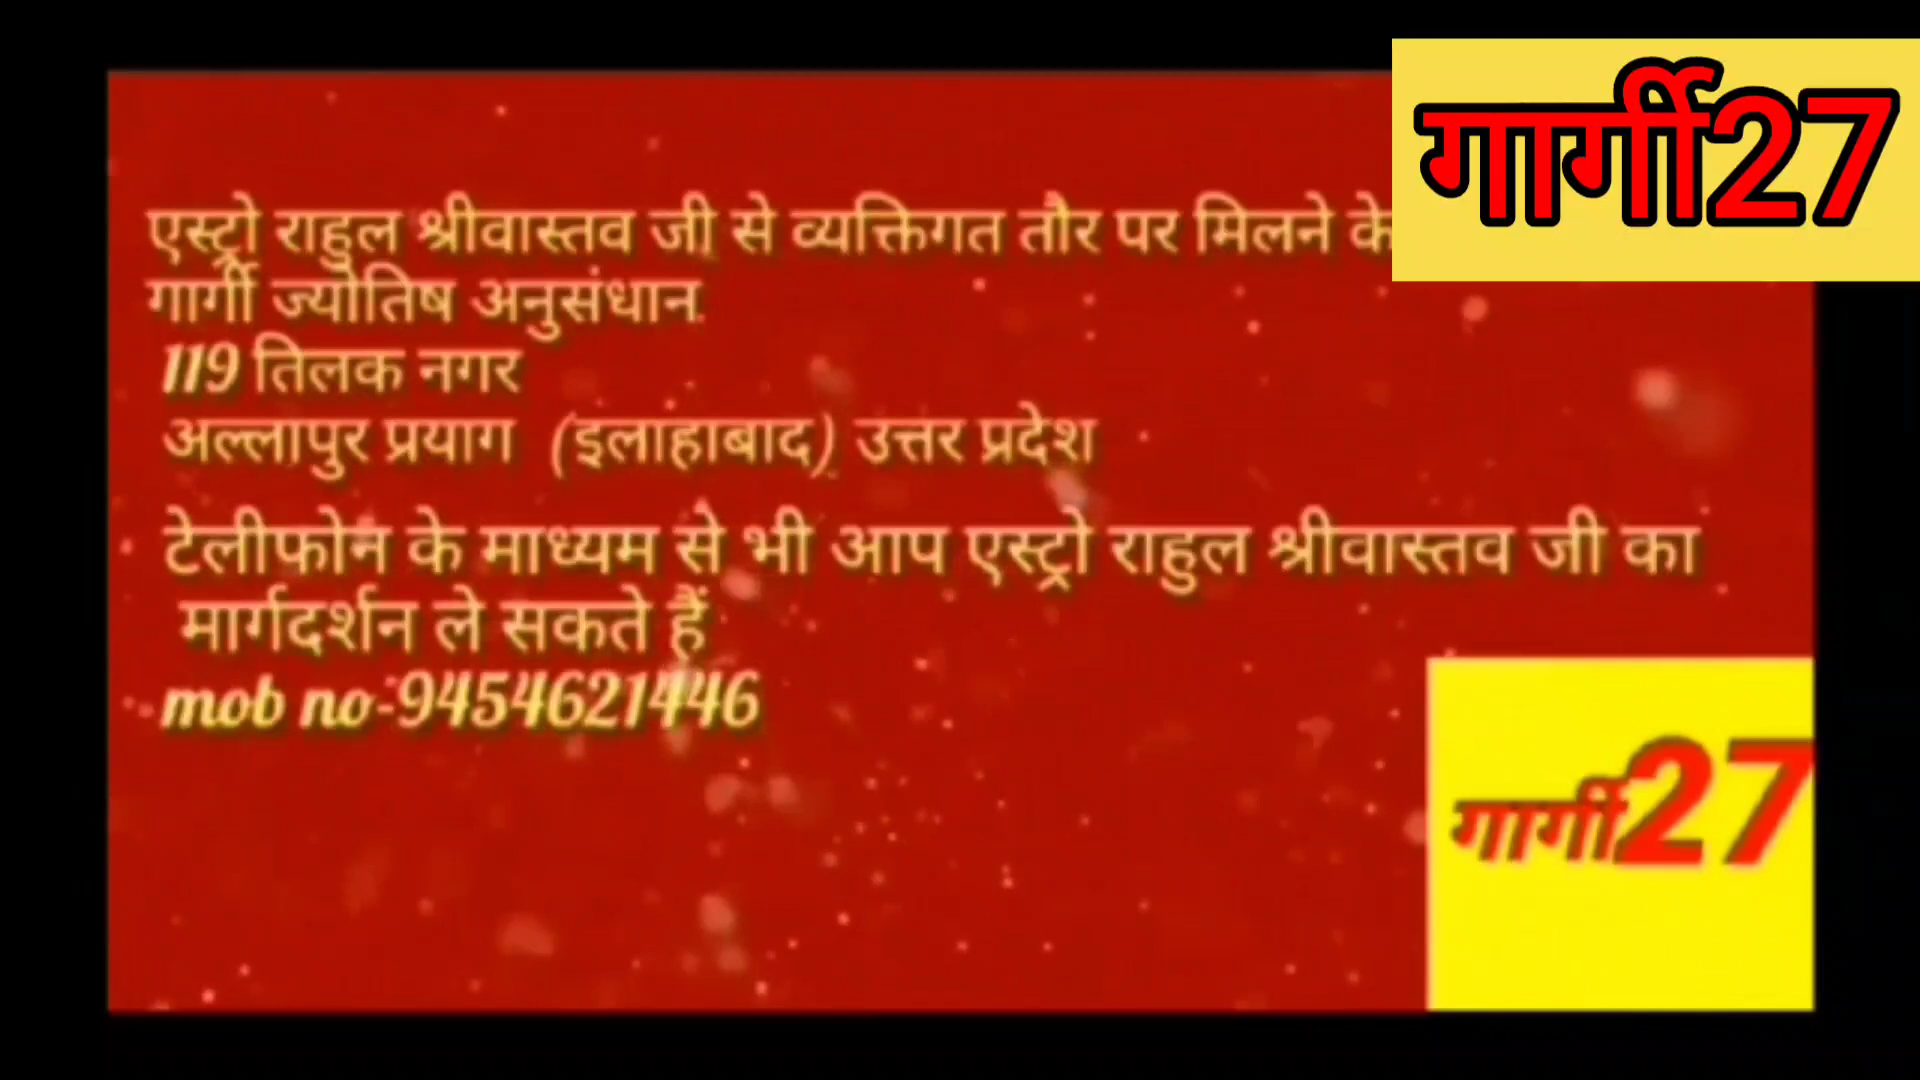 गार्गी27
एस्ट्रो राहुल श्रीवास्तव जी से व्यक्तिगत तौर पर मिलने के
गार्गी ज्योतिष अनुसंधान
119 तिलक नगर
अल्लापुर प्रयाग (इलाहाबाद) उत्तर प्रदेश
टेलीफोन के माध्यम से भी आप एस्ट्रो राहुल श्रीवास्तव जी का
मार्गदर्शन ले सकते हैं
mob no-9454621446
गार्गी27